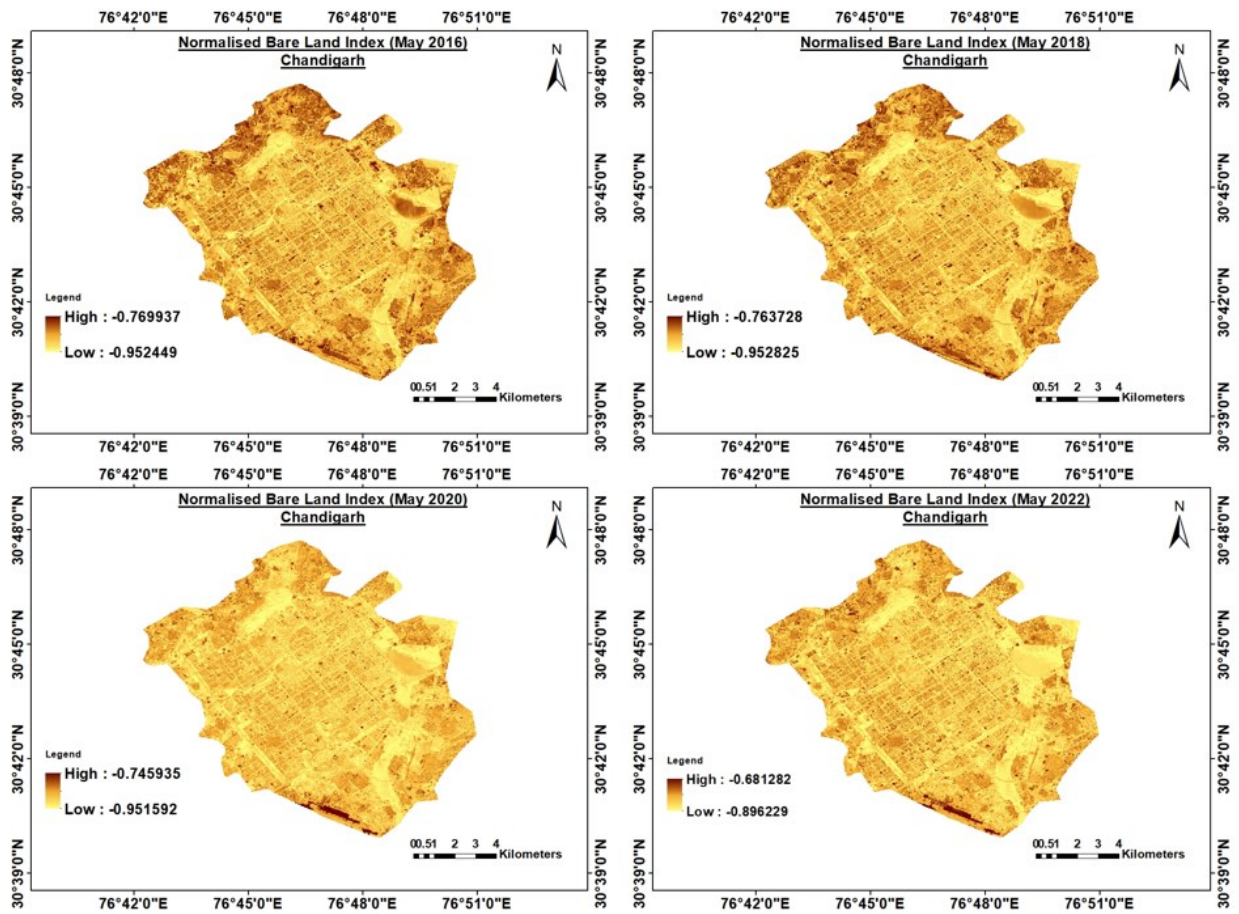 76°42'0"E 76°45'0"E 76°48'0"E 76°51'0"E
Normalised Bare Land Index (May 2016)
Chandigarh
N
30°48'0"N 30°48'0"N
30°45'0"N 30°45'0"N
30°42'0"N 30°42'0"N
30°39'0"N 30°39'0"N
Legend
High : -0.769937
Low : -0.952449
00.51 2 3 4
Kilometers
76°42'0"E 76°45'0"E 76°48'0"E 76°51'0"E
76°42'0"E 76°45'0"E 76°48'0"E 76°51'0"E
Normalised Bare Land Index (May 2018)
Chandigarh
N
30°48'0"N 30°48'0"N
30°45'0"N 30°45'0"N
30°42'0"N 30°42'0"N
30°39'0"N 30°39'0"N
Legend
High : -0.763728
Low : -0.952825
00.51 2 3 4
Kilometers
76°42'0"E 76°45'0"E 76°48'0"E 76°51'0"E
76°42'0"E 76°45'0"E 76°48'0"E 76°51'0"E
Normalised Bare Land Index (May 2020)
Chandigarh
N
30°48'0"N 30°48'0"N
30°45'0"N 30°45'0"N
30°42'0"N 30°42'0"N
30°39'0"N 30°39'0"N
Legend
High : -0.745935
Low : -0.951592
00.51 2 3 4
Kilometers
76°42'0"E 76°45'0"E 76°48'0"E 76°51'0"E
76°42'0"E 76°45'0"E 76°48'0"E 76°51'0"E
Normalised Bare Land Index (May 2022)
Chandigarh
N
30°48'0"N 30°48'0"N
30°45'0"N 30°45'0"N
30°42'0"N 30°42'0"N
30°39'0"N 30°39'0"N
Legend
High : -0.681282
Low : -0.896229
00.51 2 3 4
Kilometers
76°42'0"E 76°45'0"E 76°48'0"E 76°51'0"E